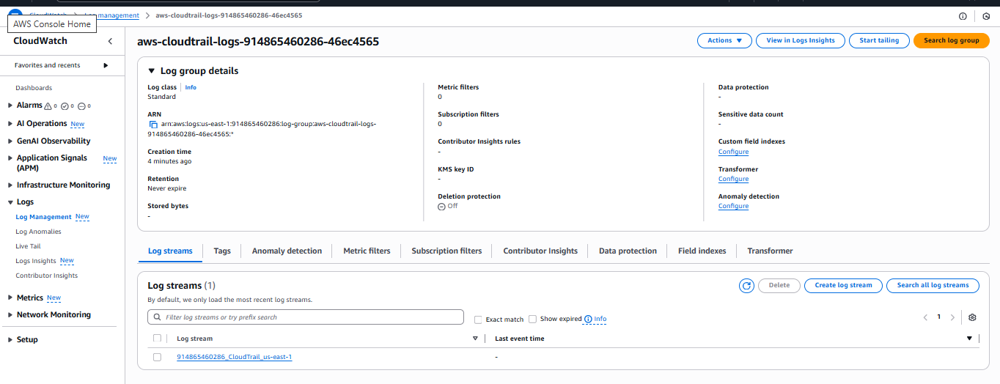 CloudWatch > Log management > aws-cloudtrail-logs-914865460286-46ec4565
AWS Console Home
CloudWatch
Favorites and recents
Dashboards
Alarms 0 0 0
AI Operations New
GenAI Observability
Application Signals New
(APM)
Infrastructure Monitoring
Logs
Log Management New
Log Anomalies
Live Tail
Logs Insights New
Contributor Insights
Metrics New
Network Monitoring
Setup
aws-cloudtrail-logs-914865460286-46ec4565
Actions
View in Logs Insights
Start tailing
Search log group
Log group details
Log class Info
Standard
ARN
arn:aws:logs:us-east-1:914865460286:log-group:aws-cloudtrail-logs-
914865460286-46ec4565:*
Creation time
4 minutes ago
Retention
Never expire
Stored bytes
-
Metric filters
0
Subscription filters
0
Contributor Insights rules
-
KMS key ID
-
Deletion protection
Off
Data protection
-
Sensitive data count
-
Custom field indexes
Configure
Transformer
Configure
Anomaly detection
Configure
Log streams
Tags
Anomaly detection
Metric filters
Subscription filters
Contributor Insights
Data protection
Field indexes
Transformer
Log streams (1)
Delete
Create log stream
Search all log streams
By default, we only load the most recent log streams.
Filter log streams or try prefix search
Exact match
Show expired Info
1
Log stream
Last event time
914865460286_CloudTrail_us-east-1
-